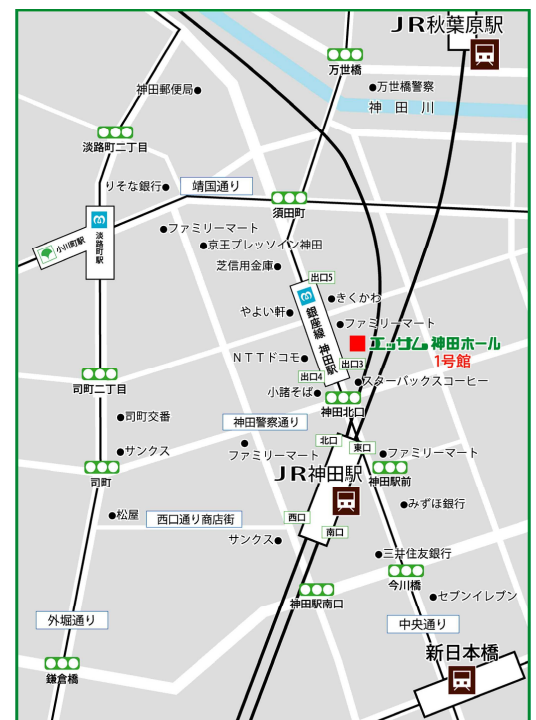 JR秋葉原駅
万世橋
万世橋警察
神田川
神田郵便局
淡路町二丁目
りそな銀行
靖国通り
須田町
淡路町駅
小川町駅
ファミリーマート
京王プレッソイン神田
芝信用金庫
出口5
きくかわ
やよい軒
銀座線 神田駅
ファミリーマート
エッサム神田ホール
1号館
NTTドコモ
出口3
出口4
スターバックスコーヒー
小諸そば
司町二丁目
神田北口
司町交番
神田警察通り
北口
東口
サンクス
ファミリーマート
ファミリーマート
司町
JR神田駅
神田駅前
みずほ銀行
松屋
西口通り商店街
西口
南口
サンクス
三井住友銀行
今川橋
神田駅南口
セブンイレブン
外堀通り
中央通り
新日本橋
鎌倉橋